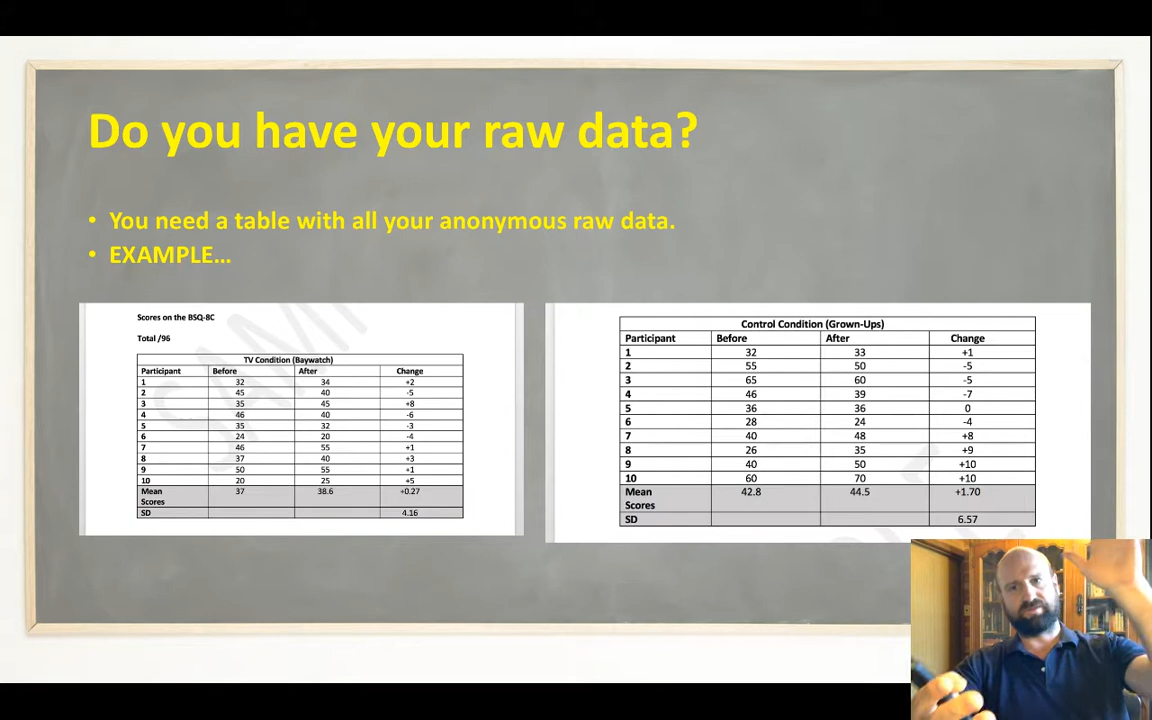 Do you have your raw data?
• You need a table with all your anonymous raw data.
• EXAMPLE...
Scores on the BSQ-8C
Total /96
TV Condition (Baywatch)
Participant Before After Change
1 32 34 +2
2 45 40 -5
3 35 45 +8
4 46 40 -6
5 35 32 -3
6 24 20 -4
7 46 55 +1
8 37 40 +3
9 50 55 +1
10 20 25 +5
Mean Scores 37 38.6 +0.27
SD 4.16
Control Condition (Grown-Ups)
Participant Before After Change
1 32 33 +1
2 55 50 -5
3 65 60 -5
4 46 39 -7
5 36 36 0
6 28 24 -4
7 40 48 +8
8 26 35 +9
9 40 50 +10
10 60 70 +10
Mean Scores 42.8 44.5 +1.70
SD 6.57